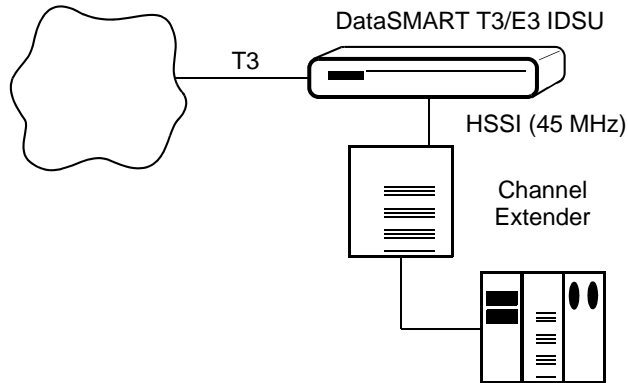 DataSMART T3/E3 IDSU
T3
HSSI (45 MHz)
Channel
Extender